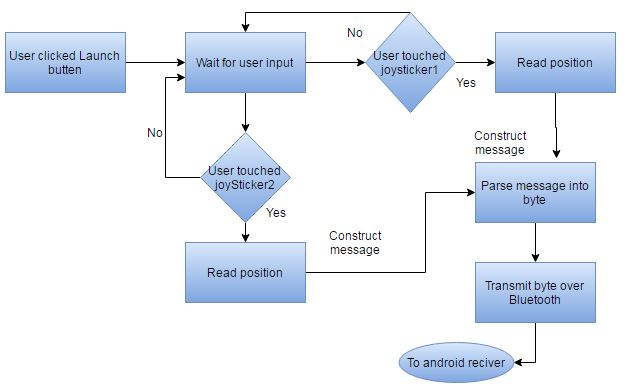 No
User clicked Launch
butten
Wait for user input
User touched
joysticker1
Read position
Yes
No
Construct
message
User touched
joySticker2
Parse message into
byte
Yes
Construct
message
Read position
Transmit byte over
Bluetooth
To android reciver